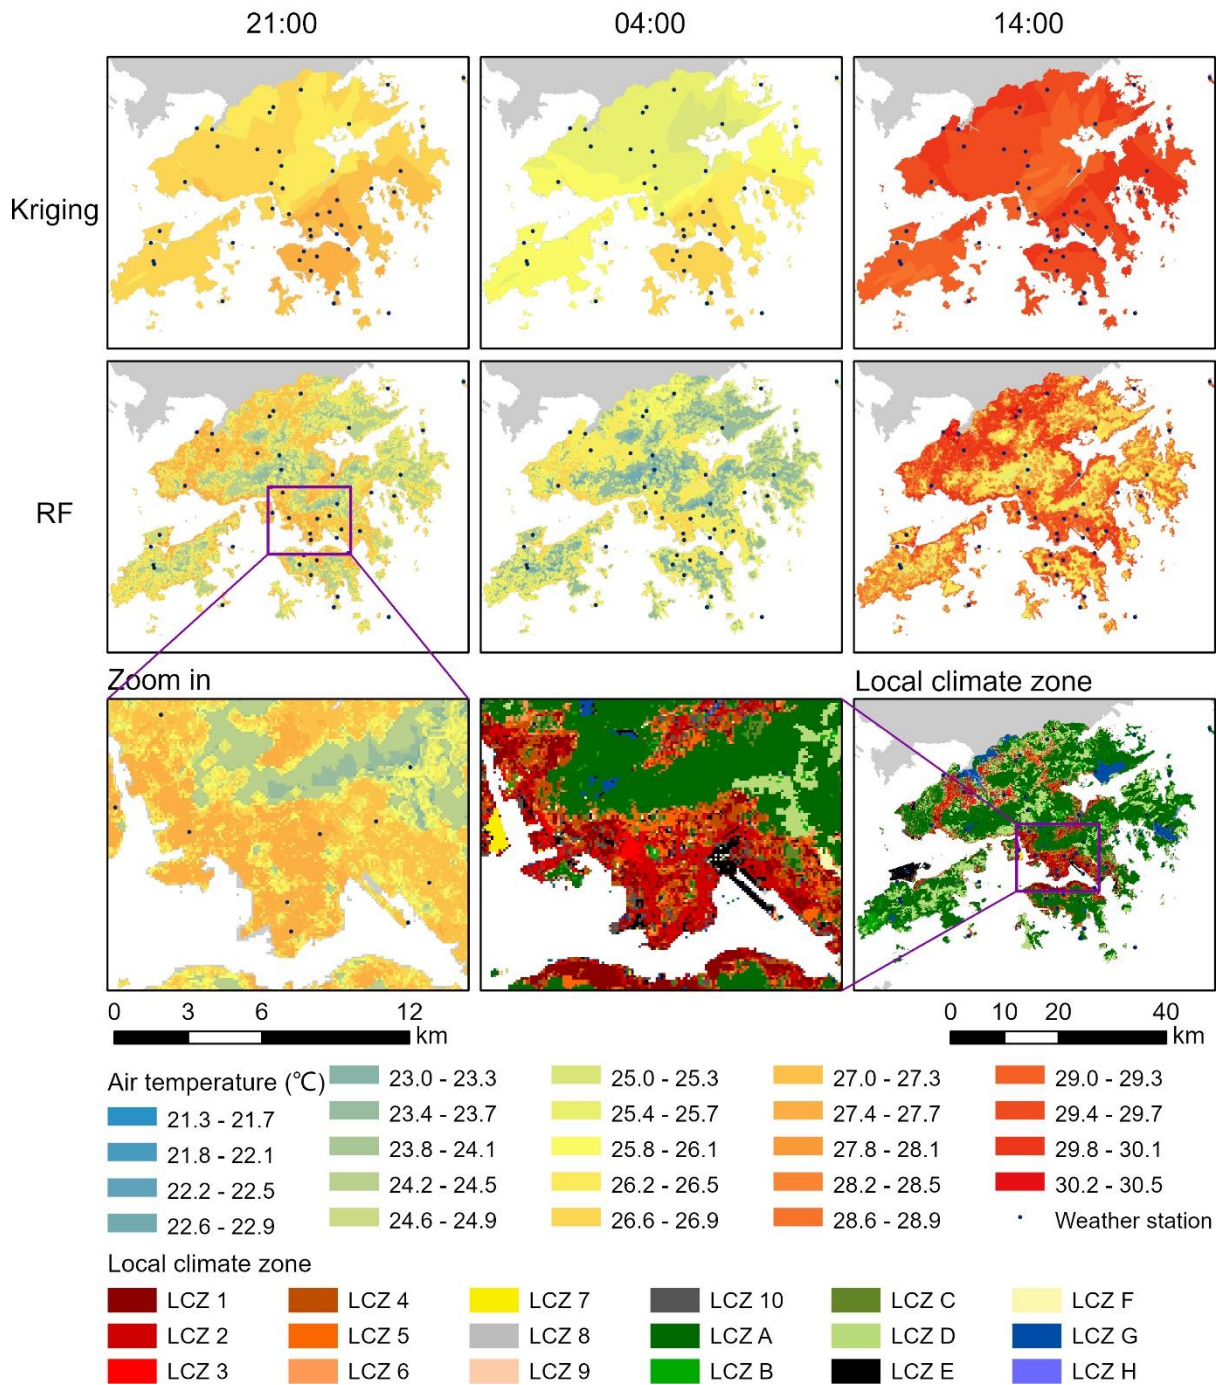 21:00 04:00 14:00
Kriging
RF
Zoom in
Local climate zone
0 3 6 12 km
0 10 20 40 km
Air temperature (℃)
21.3 - 21.7
21.8 - 22.1
22.2 - 22.5
22.6 - 22.9
23.0 - 23.3
23.4 - 23.7
23.8 - 24.1
24.2 - 24.5
24.6 - 24.9
25.0 - 25.3
25.4 - 25.7
25.8 - 26.1
26.2 - 26.5
26.6 - 26.9
27.0 - 27.3
27.4 - 27.7
27.8 - 28.1
28.2 - 28.5
28.6 - 28.9
29.0 - 29.3
29.4 - 29.7
29.8 - 30.1
30.2 - 30.5
Weather station
Local climate zone
LCZ 1 LCZ 4 LCZ 7 LCZ 10 LCZ C LCZ F
LCZ 2 LCZ 5 LCZ 8 LCZ A LCZ D LCZ G
LCZ 3 LCZ 6 LCZ 9 LCZ B LCZ E LCZ H